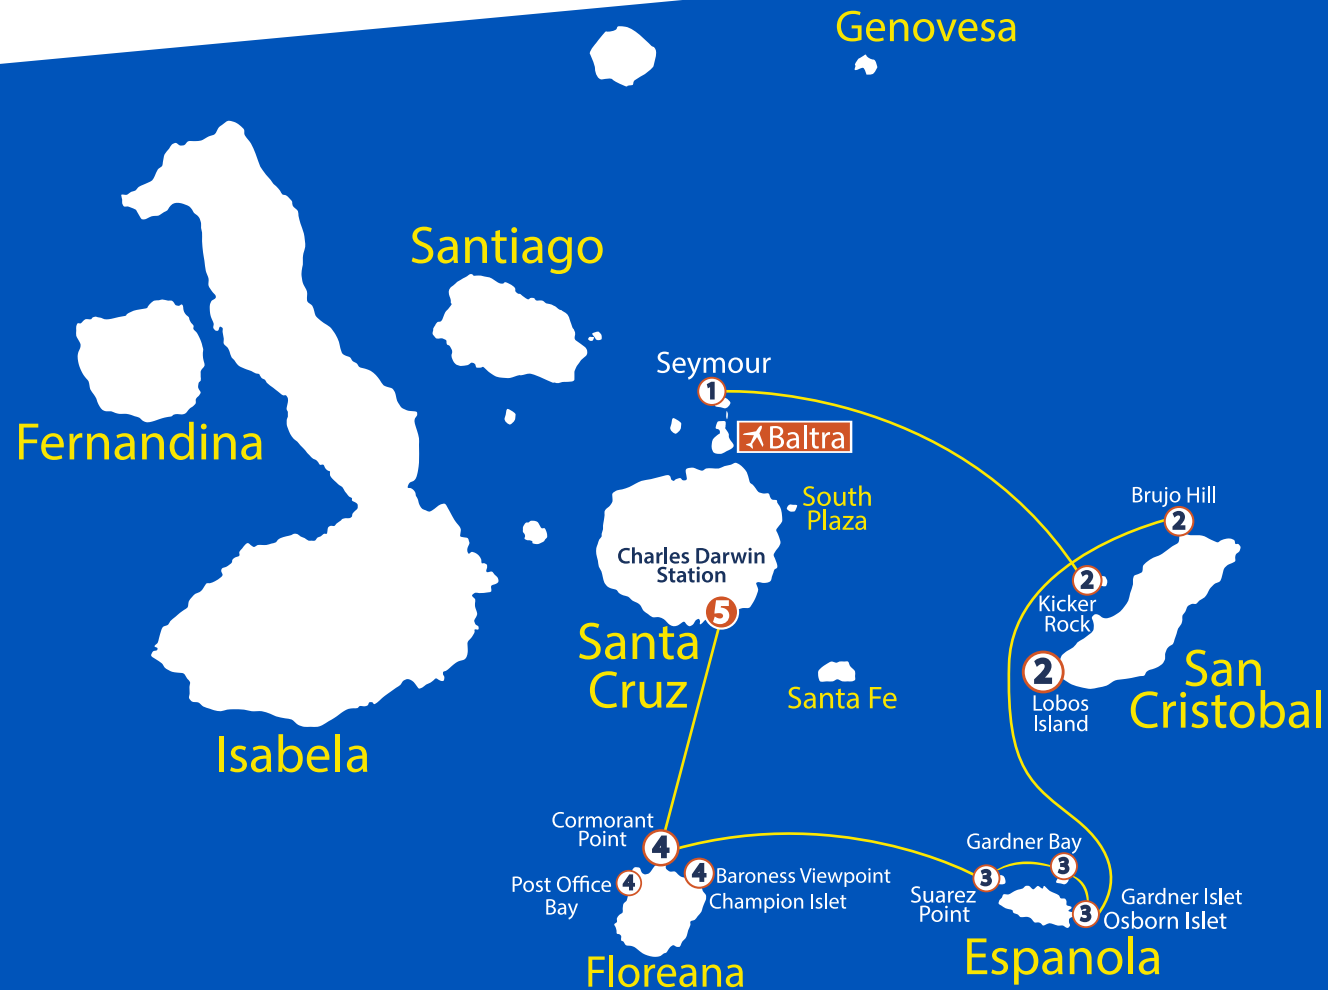 Genovesa
Santiago
Seymour
1
Baltra
Fernandina
South
Plaza
Brujo Hill
2
Charles Darwin
Station
5
2
Kicker
Rock
Santa
Cruz
Santa Fe
2
Lobos
Island
San
Cristobal
Isabela
Cormorant
Point
4
Gardner Bay
3
4
Baroness Viewpoint
Champion Islet
Post Office
Bay
4
3
Suarez
Point
3
Gardner Islet
Osborn Islet
Floreana
Espanola